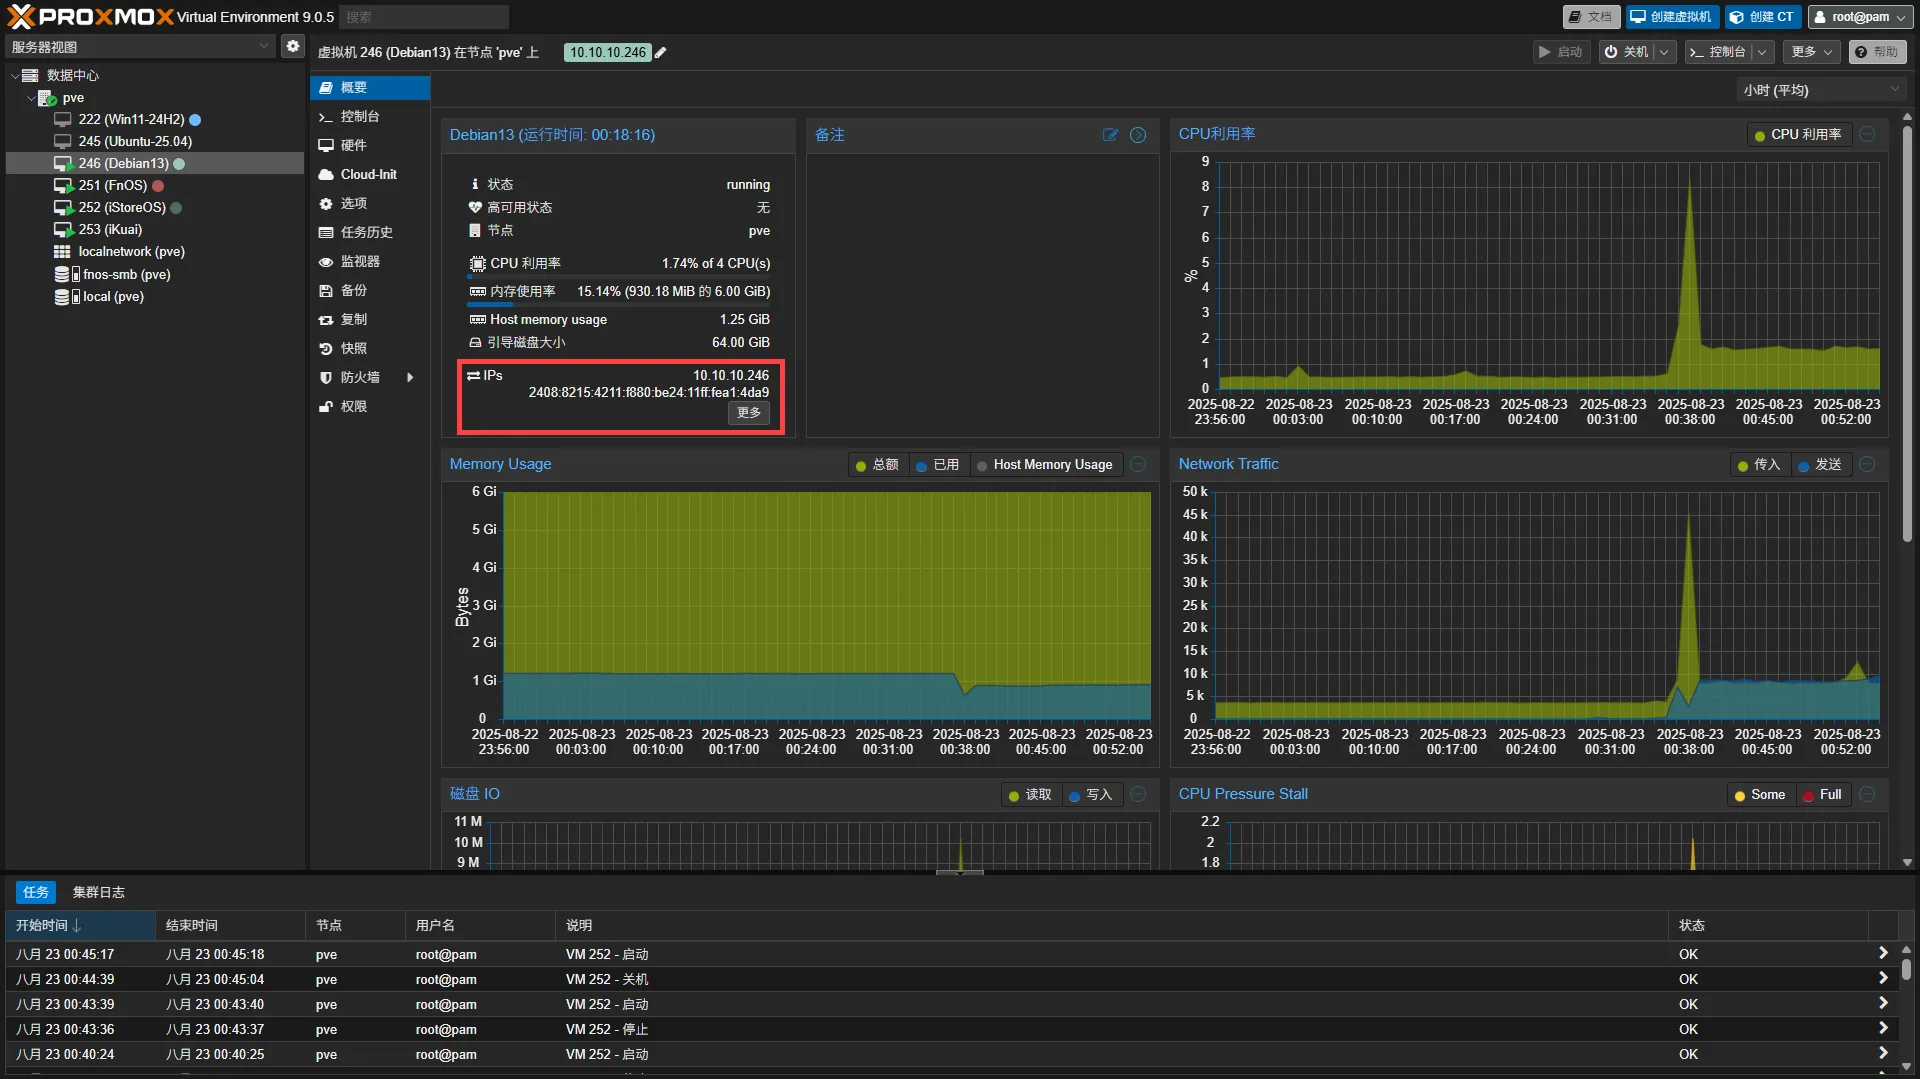 PROXMOX Virtual Environment 9.0.5 搜索 文档 创建虚拟机 创建 CT root@pam
服务器视图
数据中心
pve
222 (Win11-24H2)
245 (Ubuntu-25.04)
246 (Debian13)
251 (FnOS)
252 (iStoreOS)
253 (iKuai)
localnetwork (pve)
fnos-smb (pve)
local (pve)
虚拟机 246 (Debian13) 在节点 'pve' 上 10.10.10.246 启动 关机 控制台 更多 帮助
概要
控制台
硬件
Cloud-Init
选项
任务历史
监视器
备份
复制
快照
防火墙
权限
小时 (平均)
Debian13 (运行时间: 00:18:16)
状态 running
高可用状态 无
节点 pve
CPU 利用率 1.74% of 4 CPU(s)
内存使用率 15.14% (930.18 MiB 的 6.00 GiB)
Host memory usage 1.25 GiB
引导磁盘大小 64.00 GiB
IPs 10.10.10.246
2408:8215:4211:f880:be24:11ff:fea1:4da9
更多
备注
CPU利用率 CPU 利用率
9
8
7
6
5
4
3
2
1
0
%
2025-08-22 2025-08-23 2025-08-23 2025-08-23 2025-08-23 2025-08-23 2025-08-23 2025-08-23 2025-08-23
23:56:00 00:03:00 00:10:00 00:17:00 00:24:00 00:31:00 00:38:00 00:45:00 00:52:00
Memory Usage 总额 已用 Host Memory Usage
6 Gi
5 Gi
4 Gi
3 Gi
2 Gi
1 Gi
0
Bytes
2025-08-22 2025-08-23 2025-08-23 2025-08-23 2025-08-23 2025-08-23 2025-08-23 2025-08-23 2025-08-23
23:56:00 00:03:00 00:10:00 00:17:00 00:24:00 00:31:00 00:38:00 00:45:00 00:52:00
Network Traffic 传入 发送
50 k
45 k
40 k
35 k
30 k
25 k
20 k
15 k
10 k
5 k
0
2025-08-22 2025-08-23 2025-08-23 2025-08-23 2025-08-23 2025-08-23 2025-08-23 2025-08-23 2025-08-23
23:56:00 00:03:00 00:10:00 00:17:00 00:24:00 00:31:00 00:38:00 00:45:00 00:52:00
磁盘 IO 读取 写入
11 M
10 M
9 M
CPU Pressure Stall Some Full
2.2
2
1.8
任务 集群日志
开始时间 结束时间 节点 用户名 说明 状态
八月 23 00:45:17 八月 23 00:45:18 pve root@pam VM 252 - 启动 OK
八月 23 00:44:39 八月 23 00:45:04 pve root@pam VM 252 - 关机 OK
八月 23 00:43:39 八月 23 00:43:40 pve root@pam VM 252 - 启动 OK
八月 23 00:43:36 八月 23 00:43:37 pve root@pam VM 252 - 停止 OK
八月 23 00:40:24 八月 23 00:40:25 pve root@pam VM 252 - 启动 OK